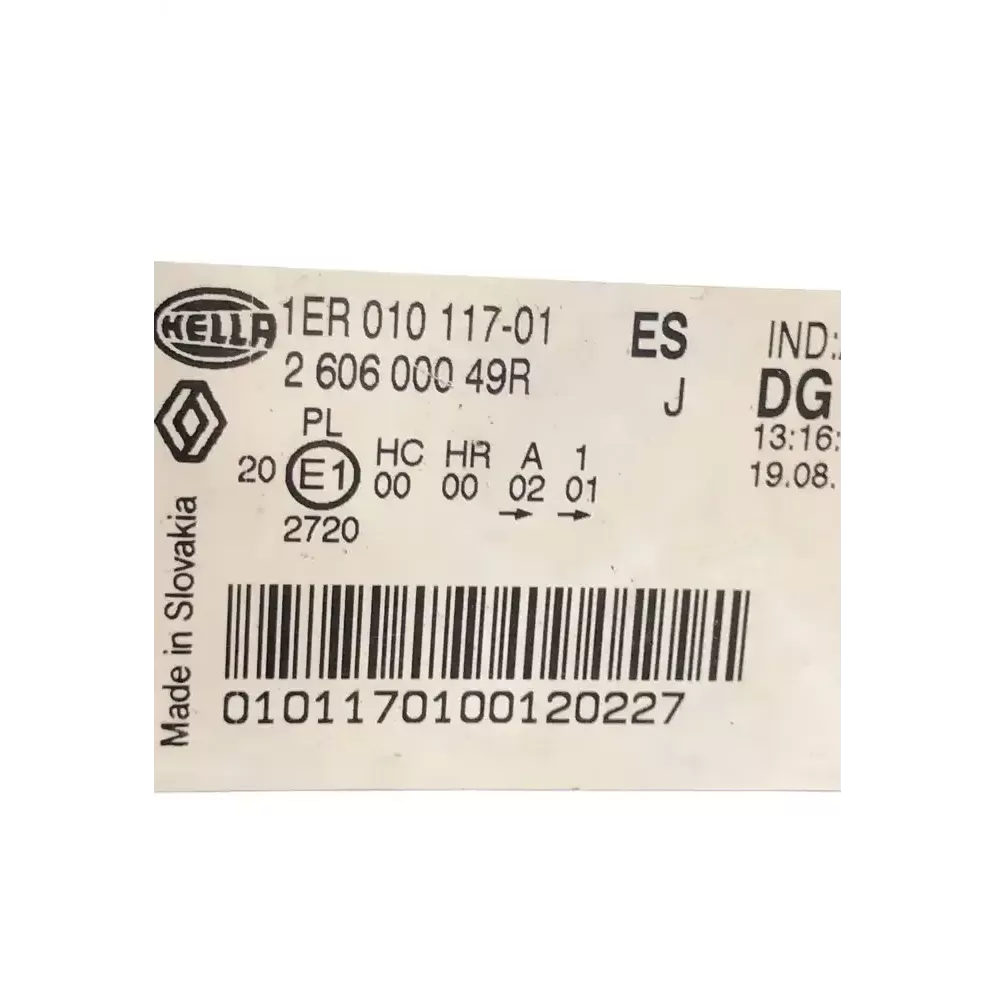 HELLA 1ER 010 117-01 ES IND:
2 606 000 49R J DG
PL 13:16:
20 E1 HC HR A 1 19.08.
00 00 02 01
2720
Made in Slovakia
010117010012022​7